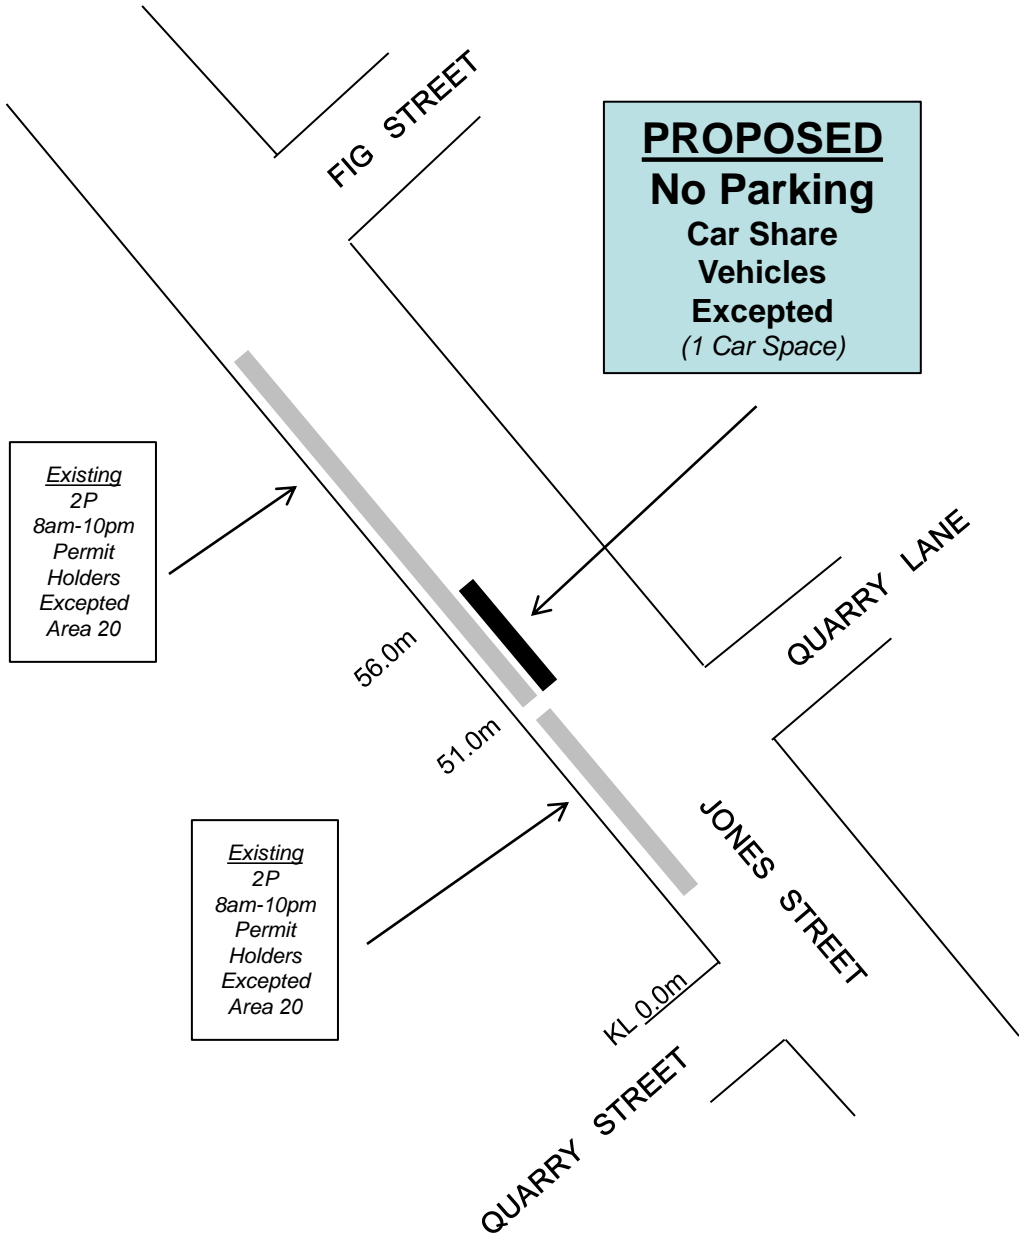 FIG STREET
PROPOSED
No Parking
Car Share
Vehicles
Excepted
(1 Car Space)
Existing
2P
8am-10pm
Permit
Holders
Excepted
Area 20
QUARRY LANE
56.0m
51.0m
JONES STREET
Existing
2P
8am-10pm
Permit
Holders
Excepted
Area 20
KL 0.0m
QUARRY STREET